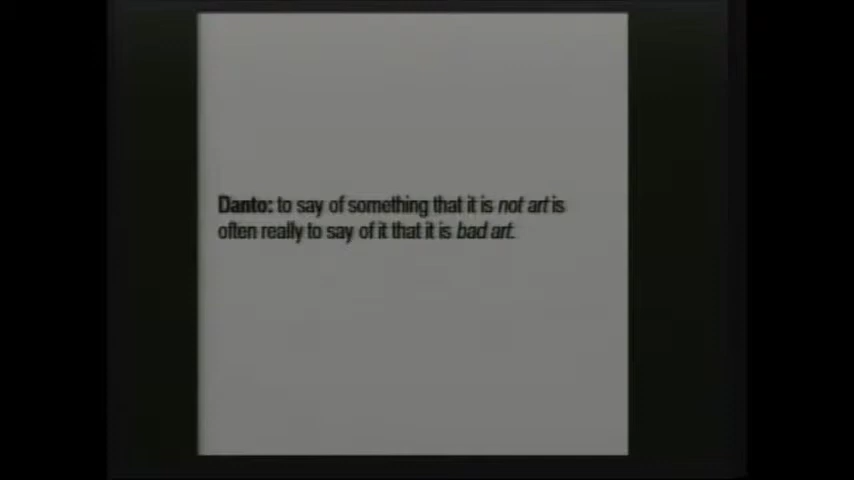 Danto: to say of something that it is not art is
often really to say of it that it is bad art.